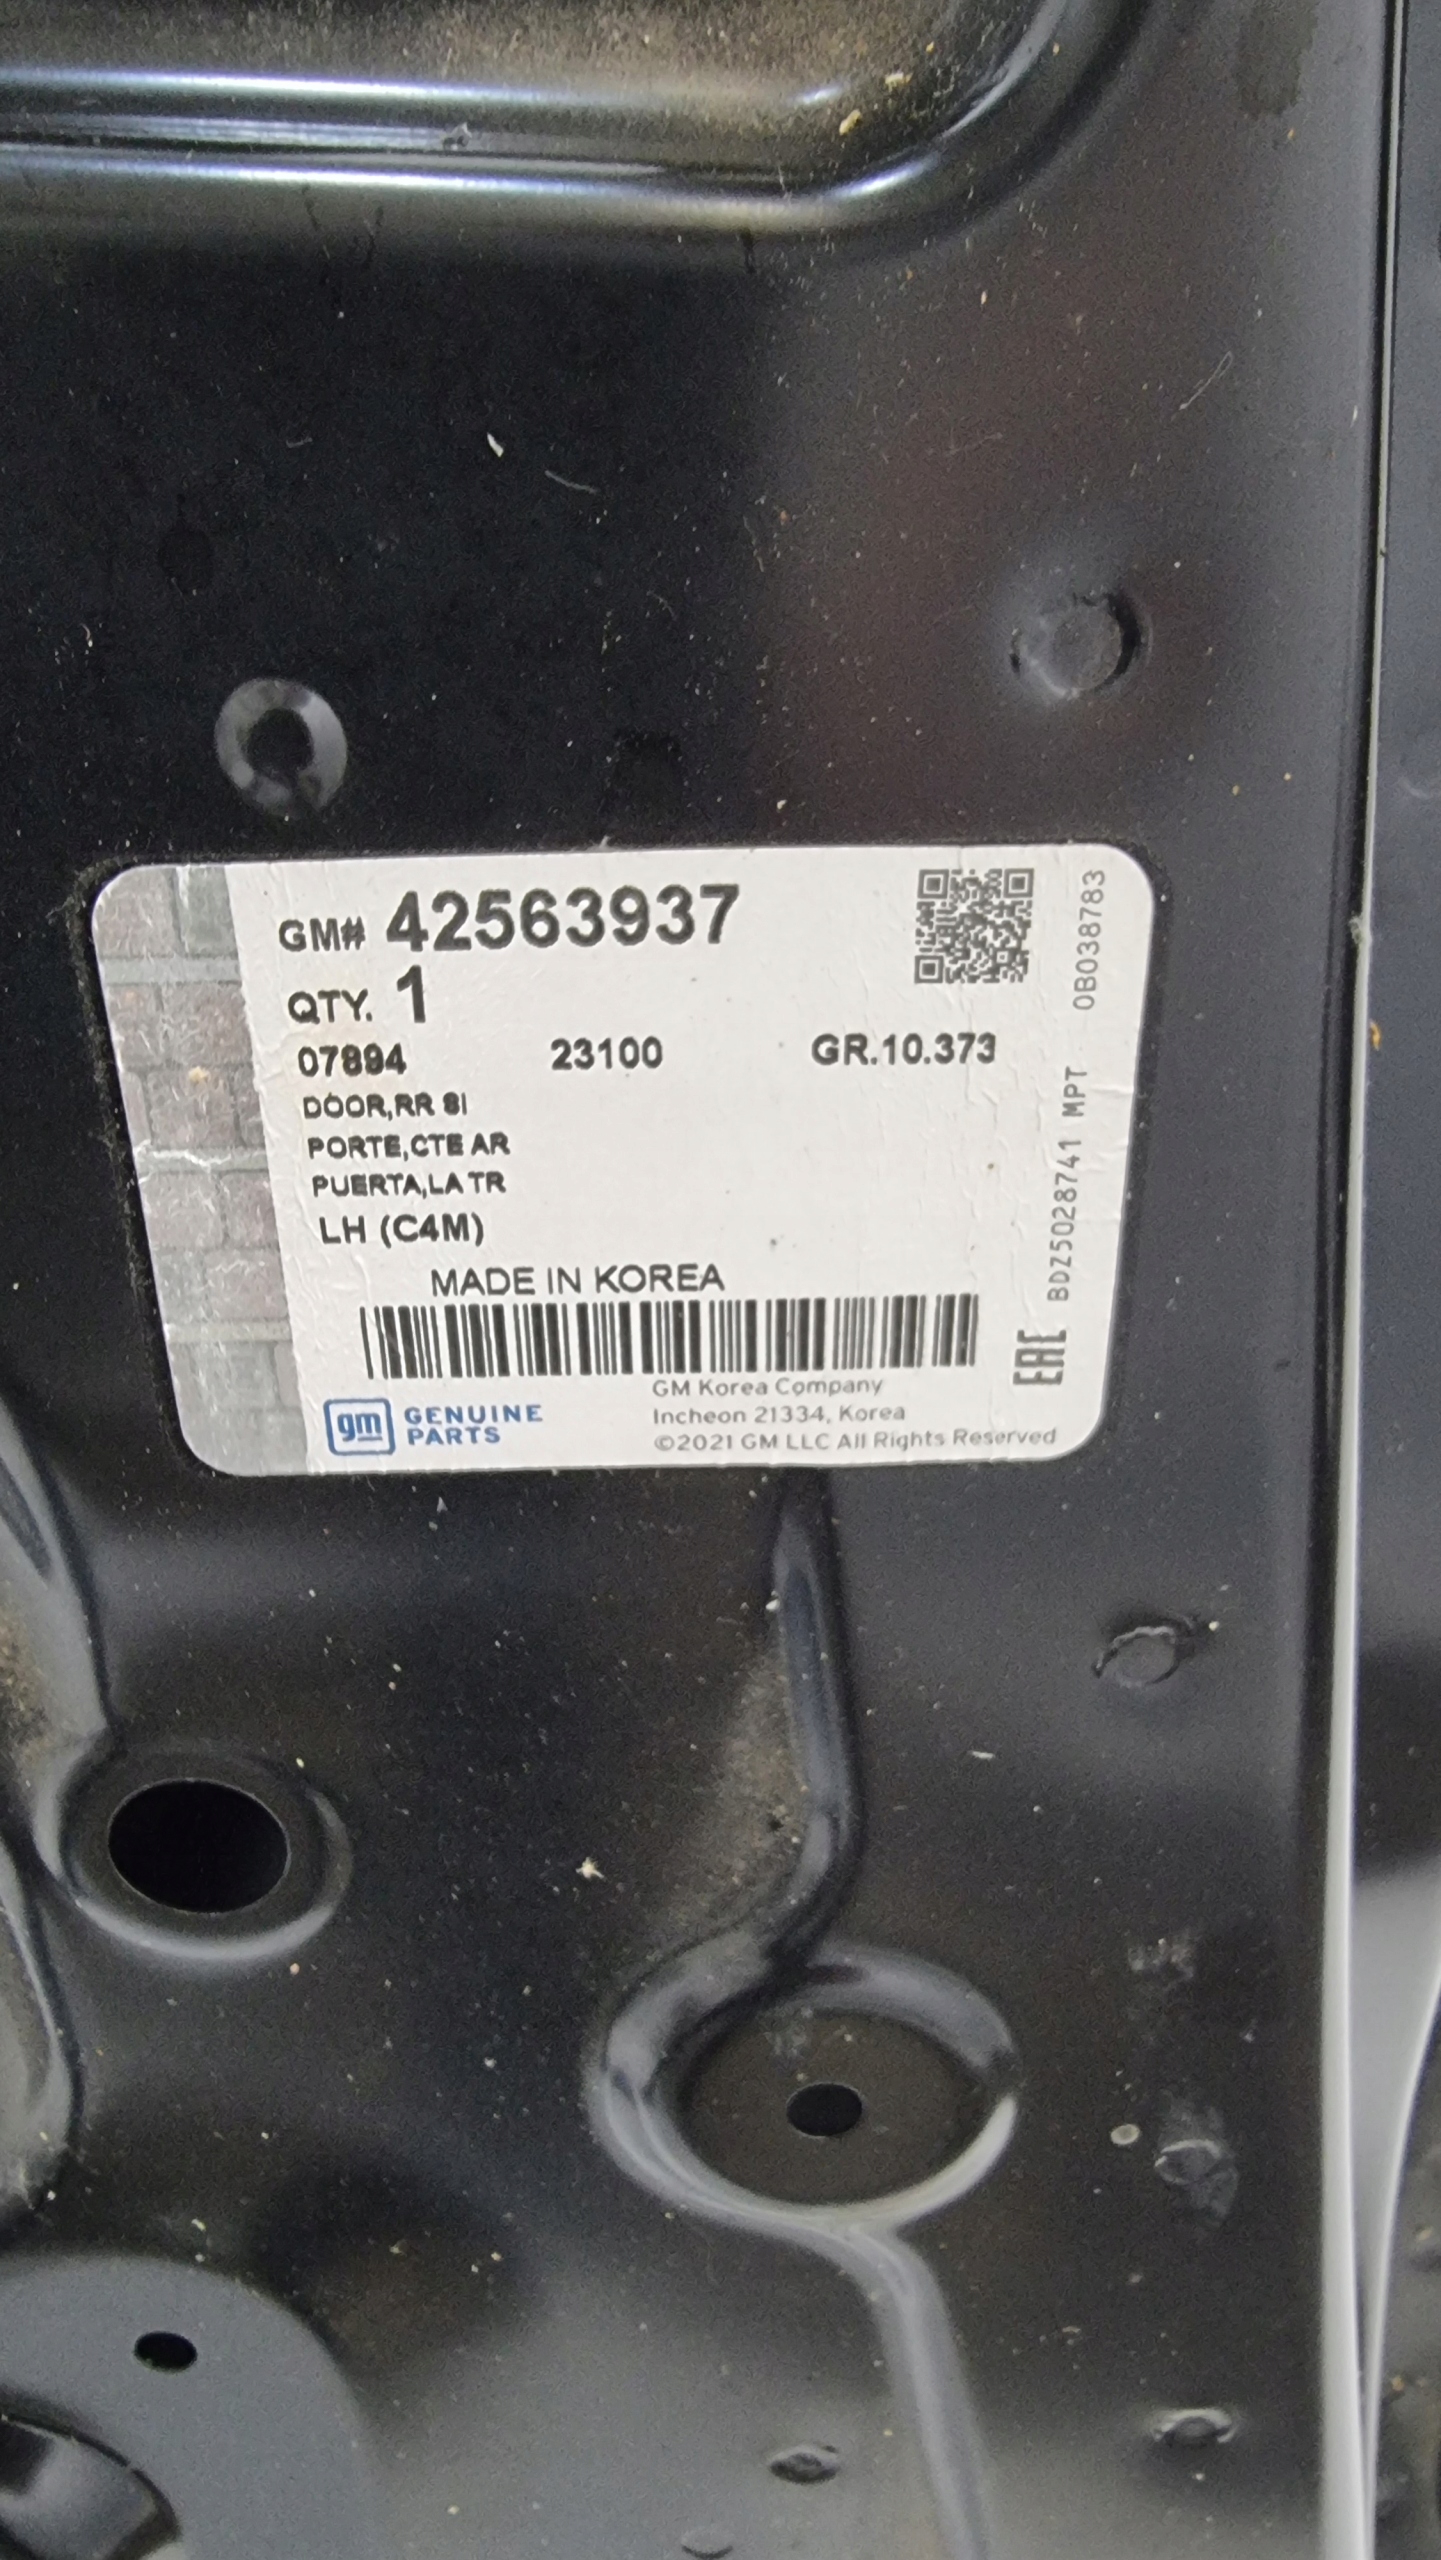 GM# 42563937
QTY. 1
07894 23100 GR.10.373
DOOR,RR SI
PORTE,CTE AR
PUERTA,LA TR
LH (C4M)
MADE IN KOREA
gm GENUINE PARTS
GM Korea Company
Incheon 21334, Korea
©2021 GM LLC All Rights Reserved
EAC BDZ5028741 MPT 0B038783